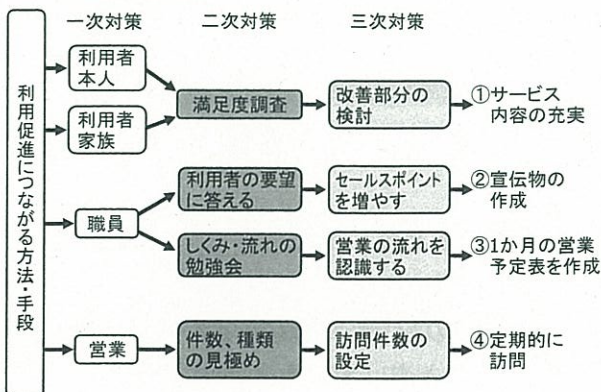 一次対策
二次対策
三次対策
利用促進につながる方法・手段
利用者
本人
利用者
家族
満足度調査
改善部分の
検討
①サービス
内容の充実
職員
利用者の要望
に答える
セールスポイント
を増やす
②宣伝物の
作成
しくみ・流れの
勉強会
営業の流れを
認識する
③1か月の営業
予定表を作成
営業
件数、種類
の見極め
訪問件数の
設定
④定期的に
訪問